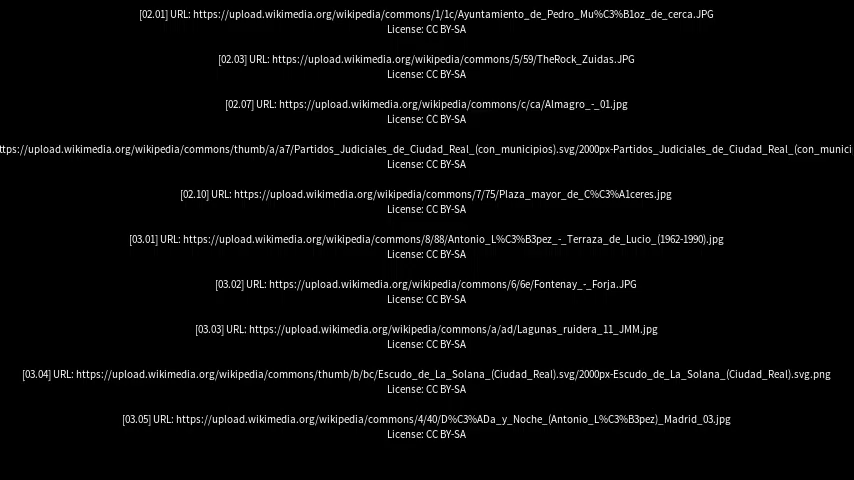 [02.01] URL: https://upload.wikimedia.org/wikipedia/commons/1/1c/Ayuntamiento_de_Pedro_Mu%C3%B1oz_de_cerca.JPG
License: CC BY-SA
[02.03] URL: https://upload.wikimedia.org/wikipedia/commons/5/59/TheRock_Zuidas.JPG
License: CC BY-SA
[02.07] URL: https://upload.wikimedia.org/wikipedia/commons/c/ca/Almagro_-_01.jpg
License: CC BY-SA
ttps://upload.wikimedia.org/wikipedia/commons/thumb/a/a7/Partidos_Judiciales_de_Ciudad_Real_(con_municipios).svg/2000px-Partidos_Judiciales_de_Ciudad_Real_(con_munici
License: CC BY-SA
[02.10] URL: https://upload.wikimedia.org/wikipedia/commons/7/75/Plaza_mayor_de_C%C3%A1ceres.jpg
License: CC BY-SA
[03.01] URL: https://upload.wikimedia.org/wikipedia/commons/8/88/Antonio_L%C3%B3pez_-_Terraza_de_Lucio_(1962-1990).jpg
License: CC BY-SA
[03.02] URL: https://upload.wikimedia.org/wikipedia/commons/6/6e/Fontenay_-_Forja.JPG
License: CC BY-SA
[03.03] URL: https://upload.wikimedia.org/wikipedia/commons/a/ad/Lagunas_ruidera_11_JMM.jpg
License: CC BY-SA
[03.04] URL: https://upload.wikimedia.org/wikipedia/commons/thumb/b/bc/Escudo_de_La_Solana_(Ciudad_Real).svg/2000px-Escudo_de_La_Solana_(Ciudad_Real).svg.png
License: CC BY-SA
[03.05] URL: https://upload.wikimedia.org/wikipedia/commons/4/40/D%C3%ADa_y_Noche_(Antonio_L%C3%B3pez)_Madrid_03.jpg
License: CC BY-SA